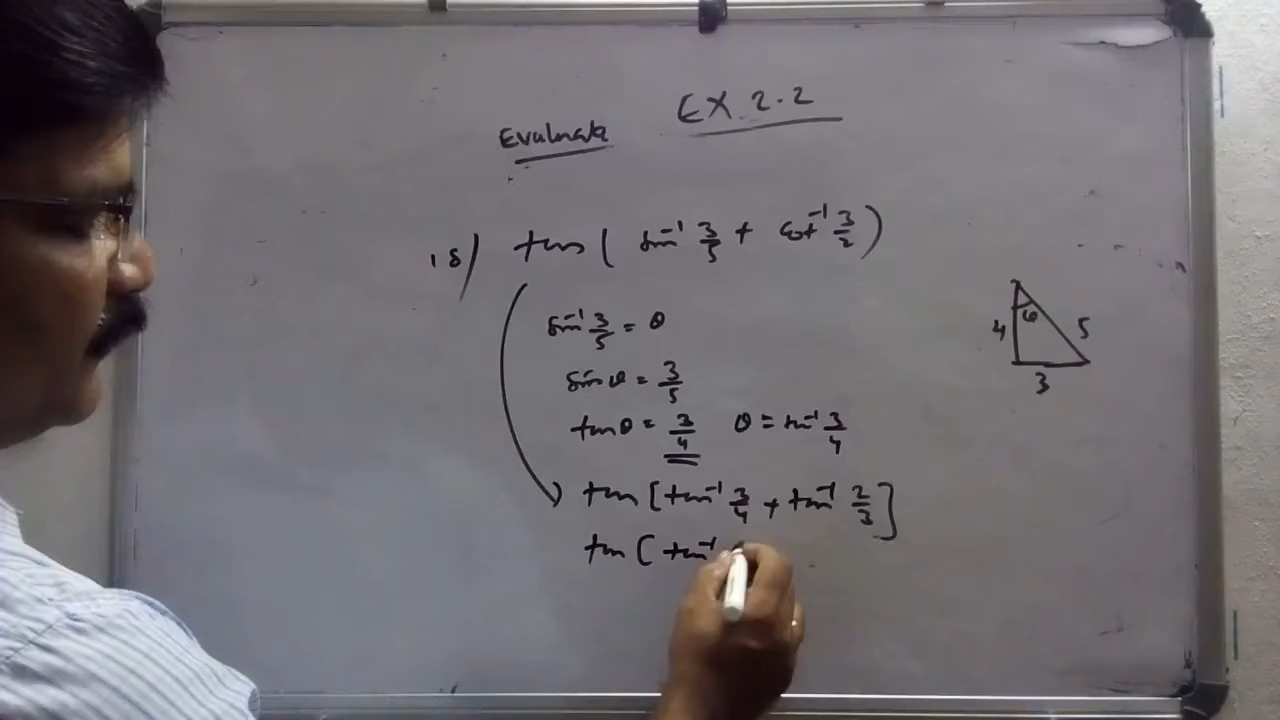 EX 2.2
Evaluate
18) tan( sin⁻¹ 3/5 + cot⁻¹ 3/2 )
sin⁻¹ 3/5 = θ
sin θ = 3/5
tan θ = 3/4 θ = tan⁻¹ 3/4
tan [ tan⁻¹ 3/4 + tan⁻¹ 2/3 ]
tan ( tan⁻¹
4 θ 5
3